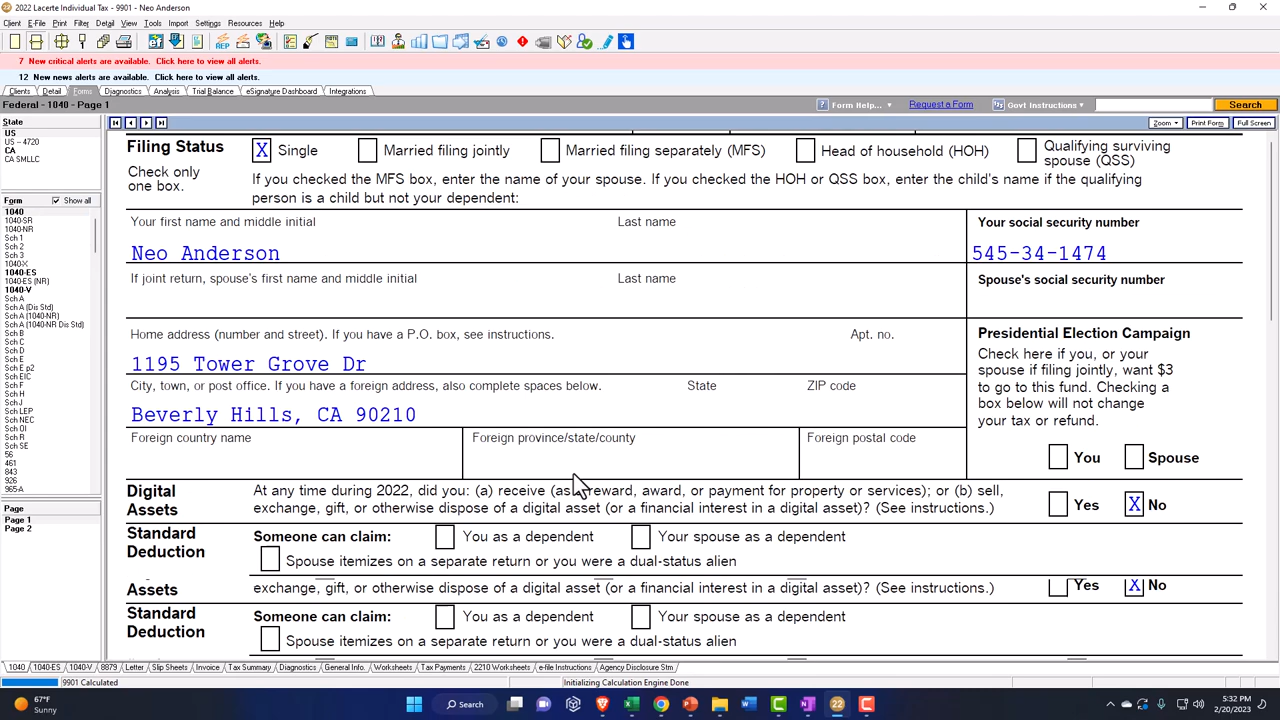 2022 Lacerte Individual Tax - 9901 - Neo Anderson
Client E-File Print Filter Detail View Tools Import Settings Resources Help
7 New critical alerts are available. Click here to view all alerts.
12 New news alerts are available. Click here to view all alerts.
Clients Detail Forms Diagnostics Analysis Trial Balance eSignature Dashboard Integrations
Federal - 1040 - Page 1
Form Help... Request a Form Govt Instructions Search
State
US
US - 4720
CA
CA SMLLC
Form Show all
1040
1040-SR
1040-NR
Sch 1
Sch 2
Sch 3
1040-X
1040-ES
1040-ES (NR)
1040-V
Sch A
Sch A (Dis Std)
Sch A (1040-NR)
Sch A (1040-NR Dis Std)
Sch B
Sch C
Sch D
Sch E
Sch E p2
Sch EIC
Sch F
Sch H
Sch J
Sch LEP
Sch NEC
Sch OI
Sch R
Sch SE
56
461
843
926
965-A
Page
Page 1
Page 2
Zoom Print Form Full Screen
Filing Status X Single Married filing jointly Married filing separately (MFS) Head of household (HOH) Qualifying surviving spouse (QSS)
Check only one box.
If you checked the MFS box, enter the name of your spouse. If you checked the HOH or QSS box, enter the child's name if the qualifying
person is a child but not your dependent:
Your first name and middle initial Last name Your social security number
Neo Anderson 545-34-1474
If joint return, spouse's first name and middle initial Last name Spouse's social security number
Home address (number and street). If you have a P.O. box, see instructions. Apt. no.
1195 Tower Grove Dr
City, town, or post office. If you have a foreign address, also complete spaces below. State ZIP code
Beverly Hills, CA 90210
Foreign country name Foreign province/state/county Foreign postal code
Presidential Election Campaign
Check here if you, or your
spouse if filing jointly, want $3
to go to this fund. Checking a
box below will not change
your tax or refund.
You Spouse
Digital Assets
At any time during 2022, did you: (a) receive (as reward, award, or payment for property or services); or (b) sell,
exchange, gift, or otherwise dispose of a digital asset (or a financial interest in a digital asset)? (See instructions.) Yes X No
Standard Deduction
Someone can claim: You as a dependent Your spouse as a dependent
Spouse itemizes on a separate return or you were a dual-status alien
Assets exchange, gift, or otherwise dispose of a digital asset (or a financial interest in a digital asset)? (See instructions.) Yes X No
Standard Deduction
Someone can claim: You as a dependent Your spouse as a dependent
Spouse itemizes on a separate return or you were a dual-status alien
1040 1040-ES 1040-V 8879 Letter Slip Sheets Invoice Tax Summary Diagnostics General Info. Worksheets Tax Payments 2210 Worksheets e-file Instructions Agency Disclosure Stm
9901 Calculated Initializing Calculation Engine Done
67°F
Sunny
Search
22
5:32 PM
2/20/2023